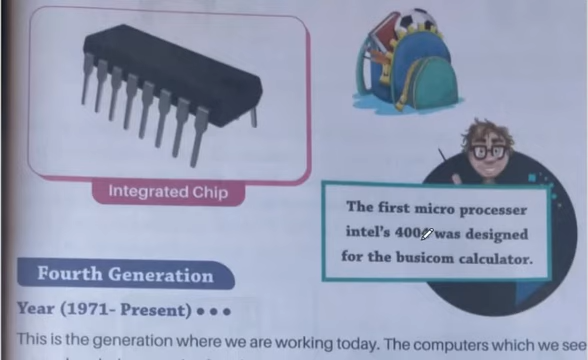 Integrated Chip
The first micro processer
intel's 4004 was designed
for the busicom calculator.
Fourth Generation
Year (1971- Present) •••
This is the generation where we are working today. The computers which we see